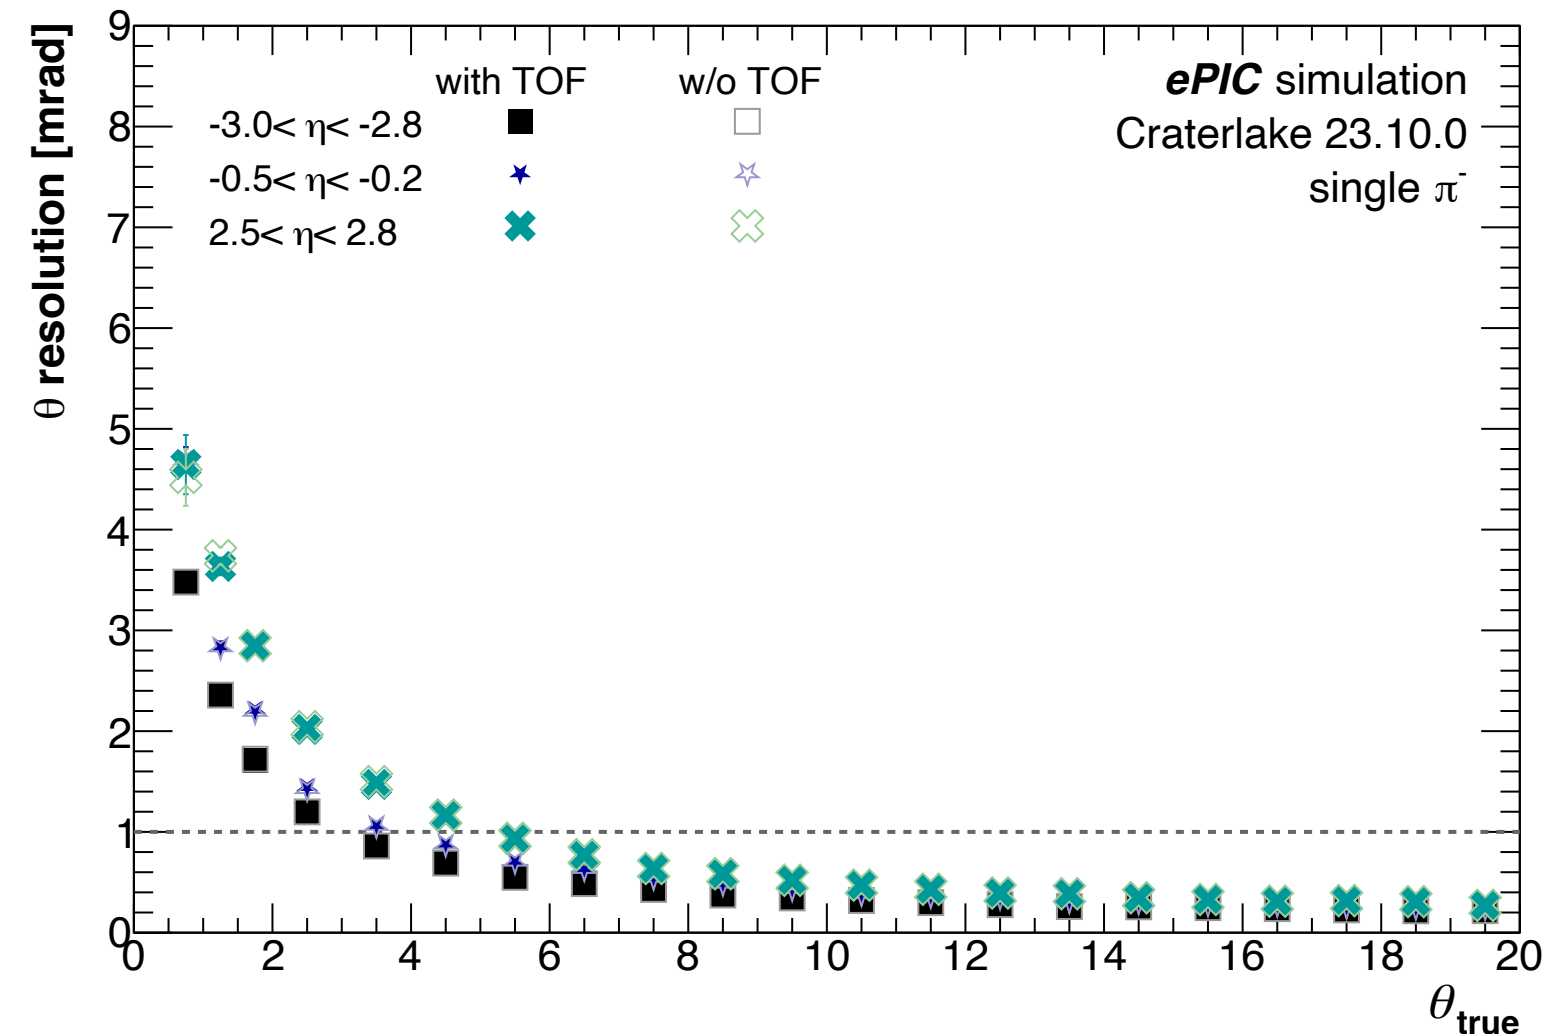 θ resolution [mrad]
9
8
7
6
5
4
3
2
1
0
with TOF w/o TOF
-3.0< η< -2.8
-0.5< η< -0.2
2.5< η< 2.8
ePIC simulation
Craterlake 23.10.0
single π-
0 2 4 6 8 10 12 14 16 18 20
θtrue